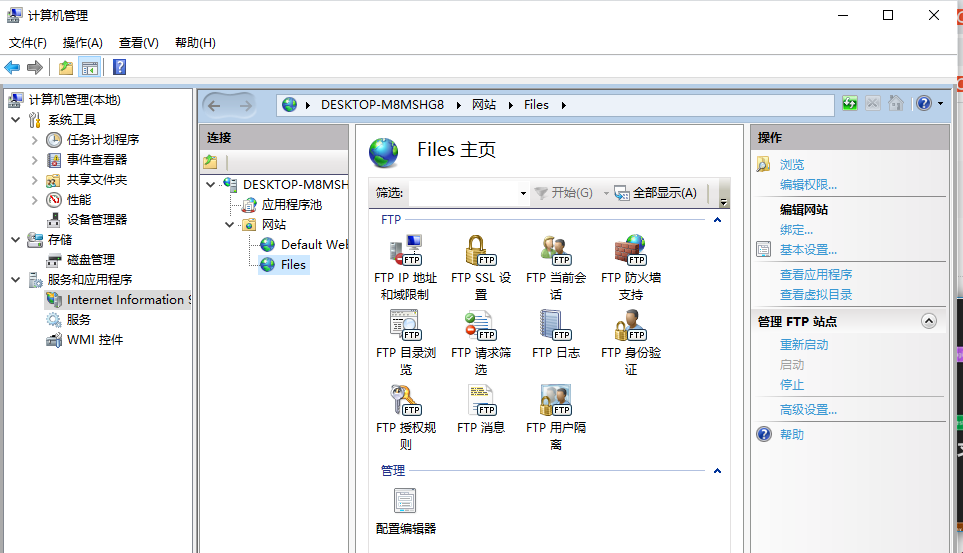 计算机管理
文件(F) 操作(A) 查看(V) 帮助(H)
计算机管理(本地)
系统工具
任务计划程序
事件查看器
共享文件夹
性能
设备管理器
存储
磁盘管理
服务和应用程序
Internet Information S
服务
WMI 控件
DESKTOP-M8MSHG8 网站 Files
连接
DESKTOP-M8MSH
应用程序池
网站
Default Web
Files
Files 主页
筛选: 开始(G) 全部显示(A)
FTP
FTP IP 地址
和域限制
FTP SSL 设
置
FTP 当前会
话
FTP 防火墙
支持
FTP 目录浏
览
FTP 请求筛
选
FTP 日志
FTP 身份验
证
FTP 授权规
则
FTP 消息
FTP 用户隔
离
管理
配置编辑器
操作
浏览
编辑权限...
编辑网站
绑定...
基本设置...
查看应用程序
查看虚拟目录
管理 FTP 站点
重新启动
启动
停止
高级设置...
帮助